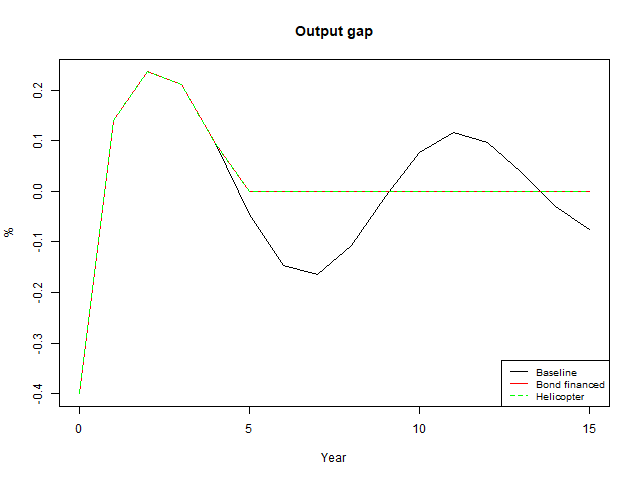 Output gap
%
0.2
0.1
0.0
-0.1
-0.2
-0.3
-0.4
0 5 10 15
Year
Baseline
Bond financed
Helicopter